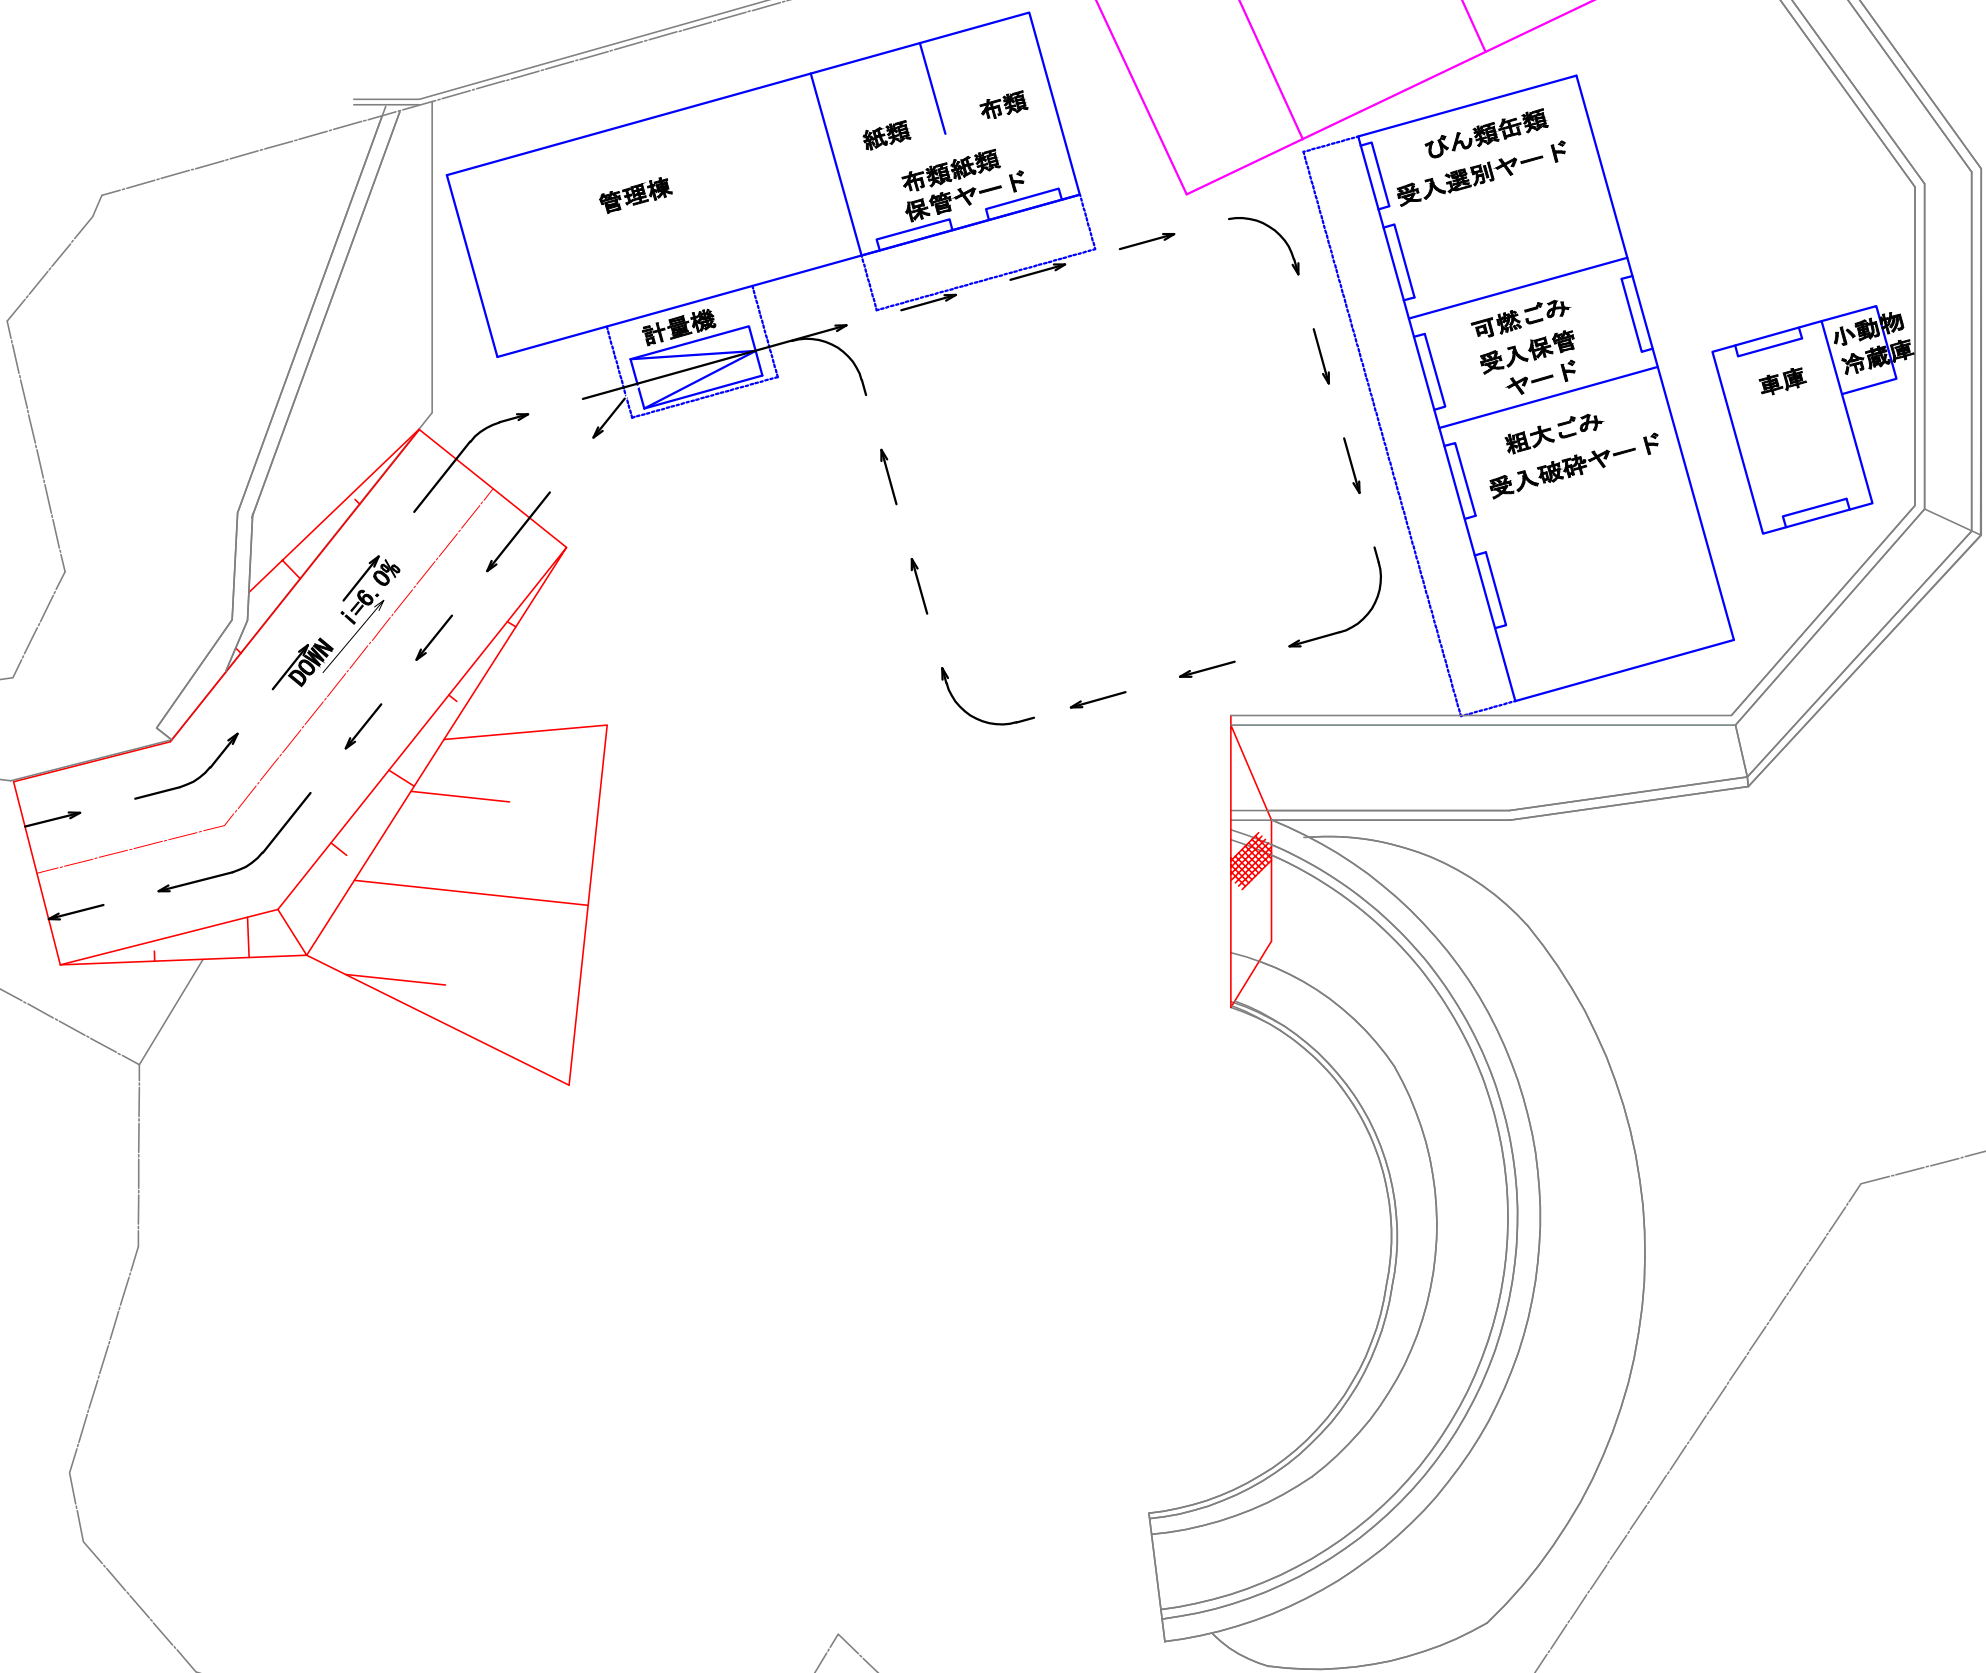 管理棟
紙類
布類
布類紙類
保管ヤード
計量機
びん類缶類
受入選別ヤード
可燃ごみ
受入保管
ヤード
粗大ごみ
受入破砕ヤード
車庫
小動物
冷蔵庫
i=6.0%
DOWN